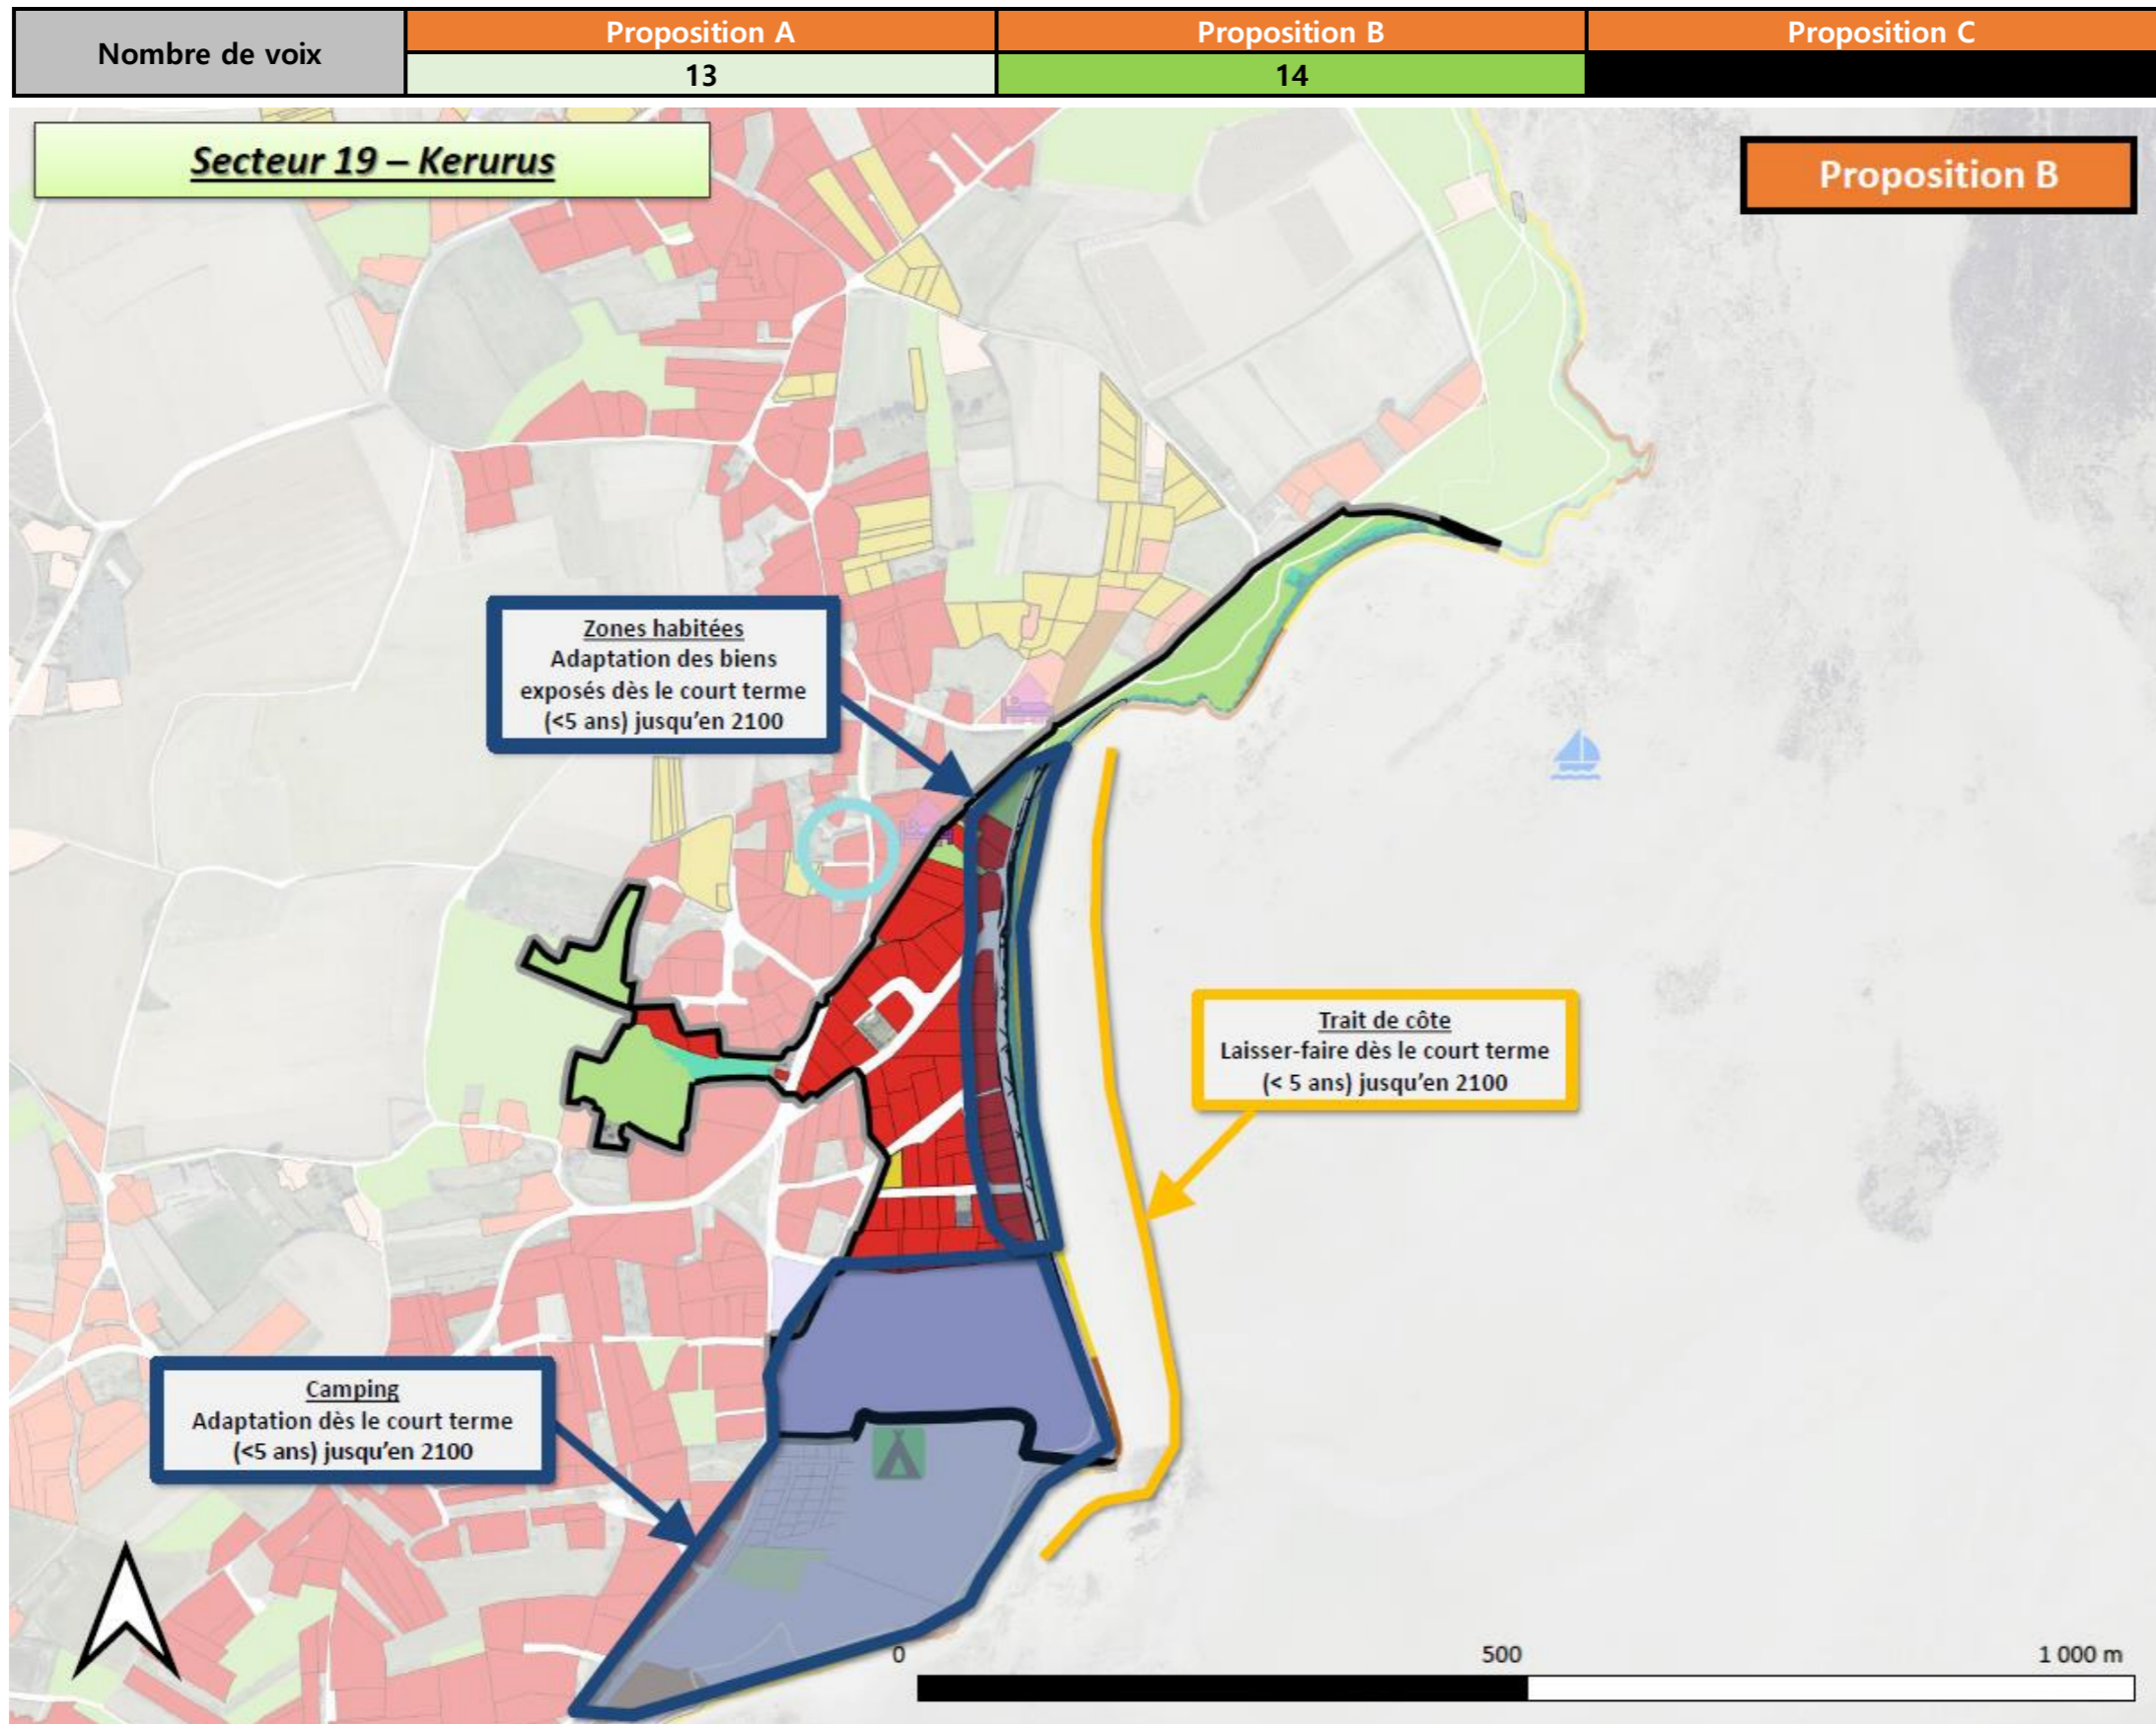 Nombre de voix
Proposition A
Proposition B
Proposition C
13
14
Secteur 19 – Kerurus
Proposition B
Zones habitées
Adaptation des biens
exposés dès le court terme
(<5 ans) jusqu'en 2100
Trait de côte
Laisser-faire dès le court terme
(< 5 ans) jusqu'en 2100
Camping
Adaptation dès le court terme
(<5 ans) jusqu'en 2100
0
500
1 000 m